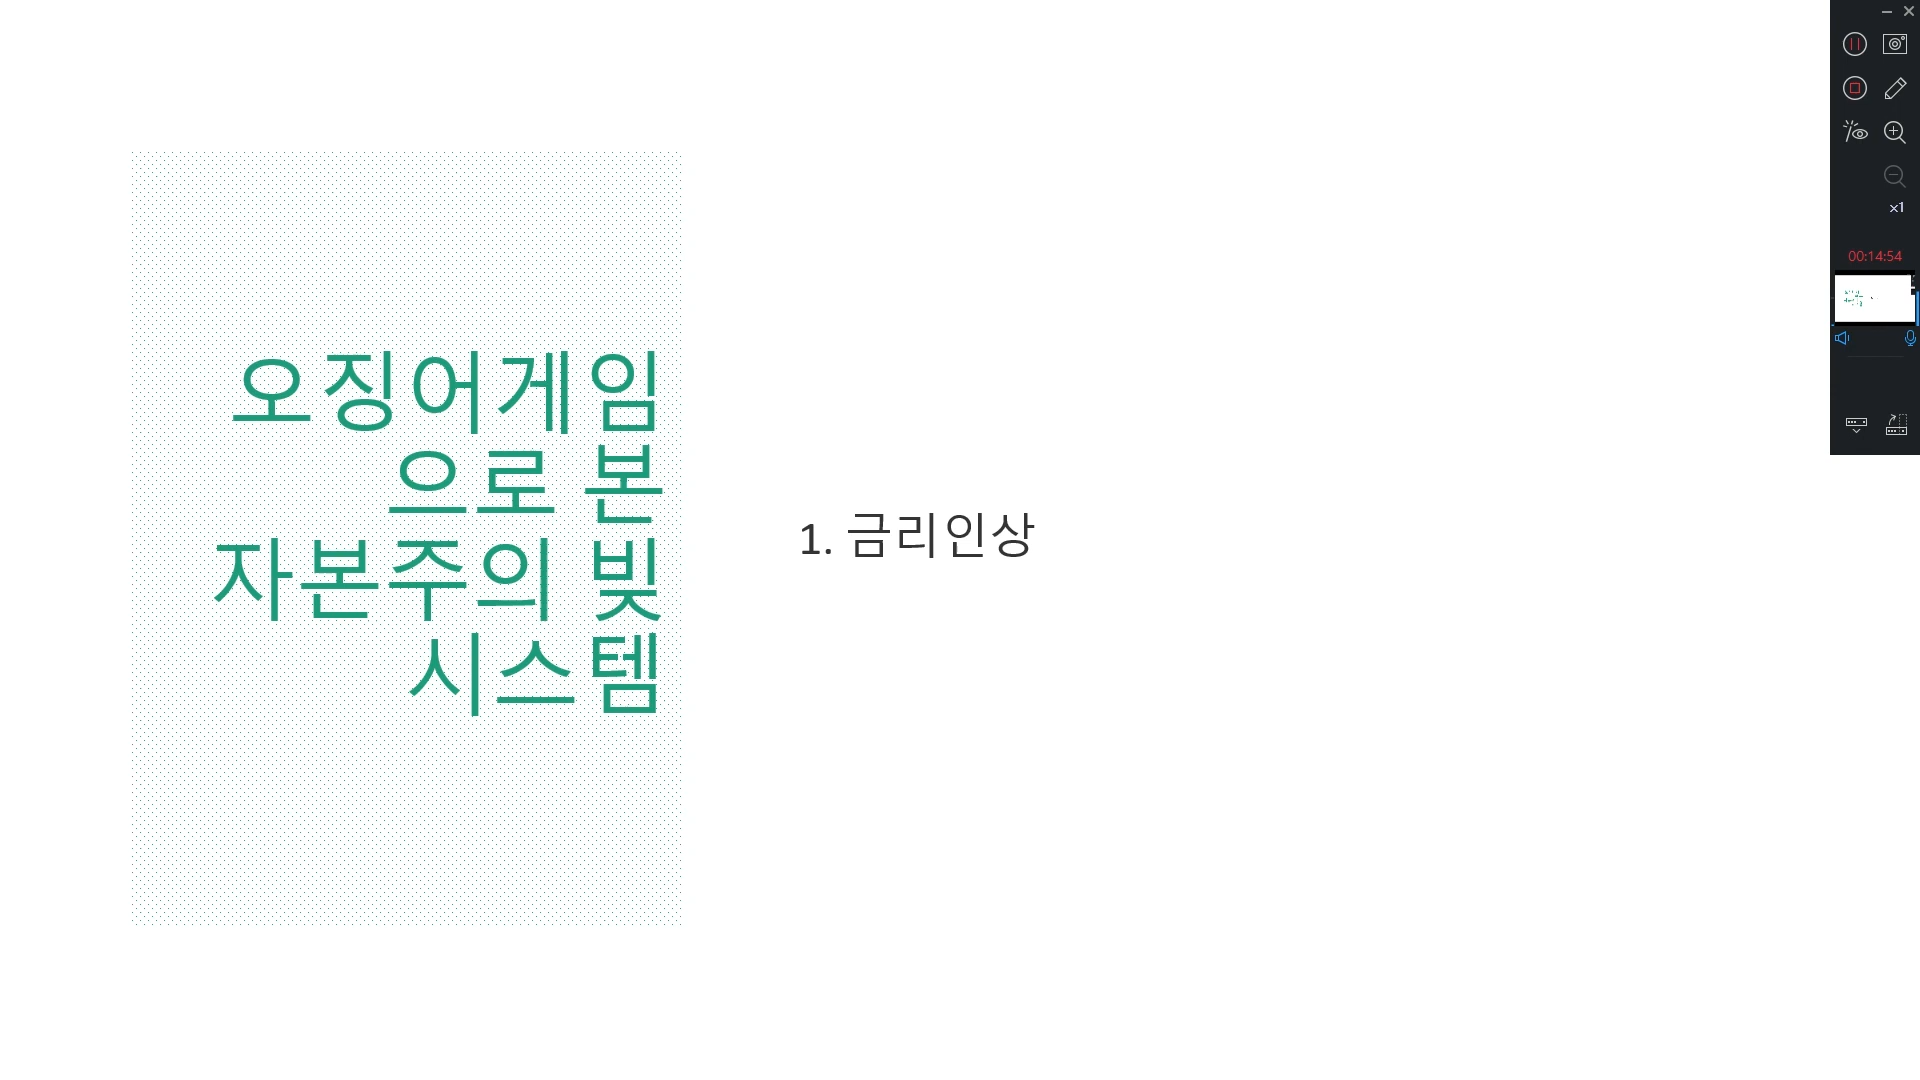 오징어게임
으로 본
자본주의 빚
시스템
1. 금리인상
x1
00:14:54